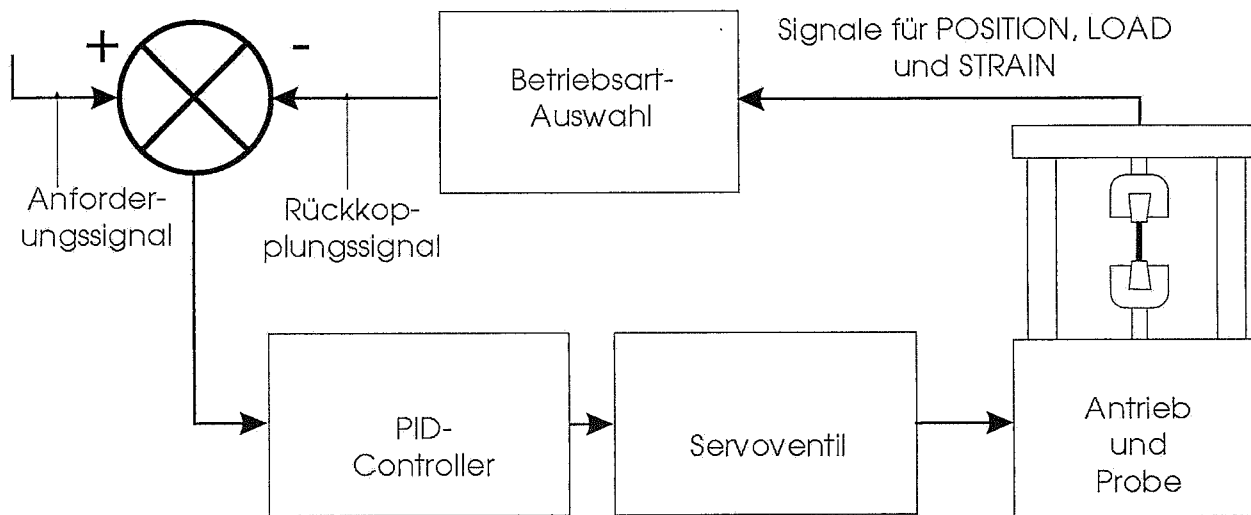 Signale für POSITION, LOAD
und STRAIN
+
-
Betriebsart-
Auswahl
Anforder-
ungssignal
Rückkop-
plungssignal
PID-
Controller
Servoventil
Antrieb
und
Probe